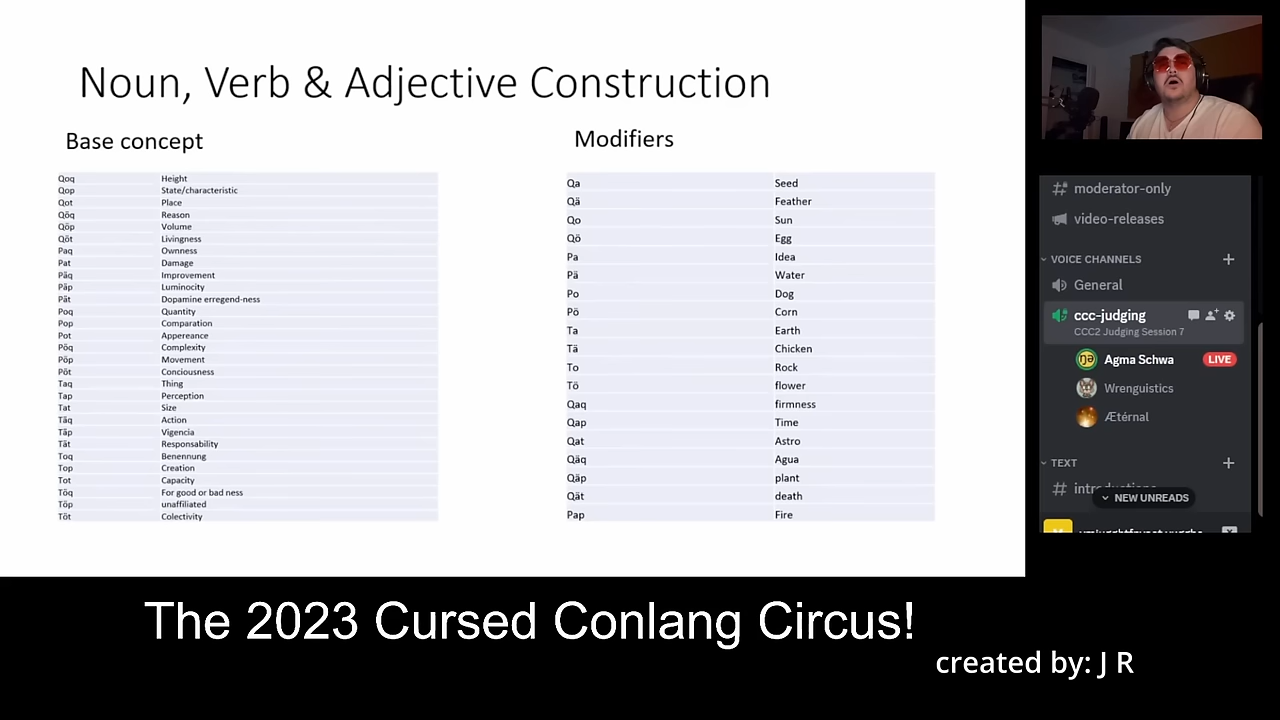 Noun, Verb & Adjective Construction
Base concept
Qoq Height
Qop State/characteristic
Qot Place
Qöq Reason
Qöp Volume
Qöt Livingness
Paq Ownness
Pat Damage
Päq Improvement
Päp Luminocity
Pät Dopamine erregend-ness
Poq Quantity
Pop Comparation
Pot Appereance
Pöq Complexity
Pöp Movement
Pöt Conciousness
Taq Thing
Tap Perception
Tat Size
Täq Action
Täp Vigencia
Tät Responsability
Toq Benennung
Top Creation
Tot Capacity
Töq For good or bad ness
Töp unaffiliated
Töt Colectivity
Modifiers
Qa Seed
Qä Feather
Qo Sun
Qö Egg
Pa Idea
Pä Water
Po Dog
Pö Corn
Ta Earth
Tä Chicken
To Rock
Tö flower
Qaq firmness
Qap Time
Qat Astro
Qäq Agua
Qäp plant
Qät death
Pap Fire
moderator-only
video-releases
VOICE CHANNELS
General
ccc-judging
CCC2 Judging Session 7
Agma Schwa LIVE
Wrenguistics
Ætérnal
TEXT
NEW UNREADS
The 2023 Cursed Conlang Circus!
created by: J R